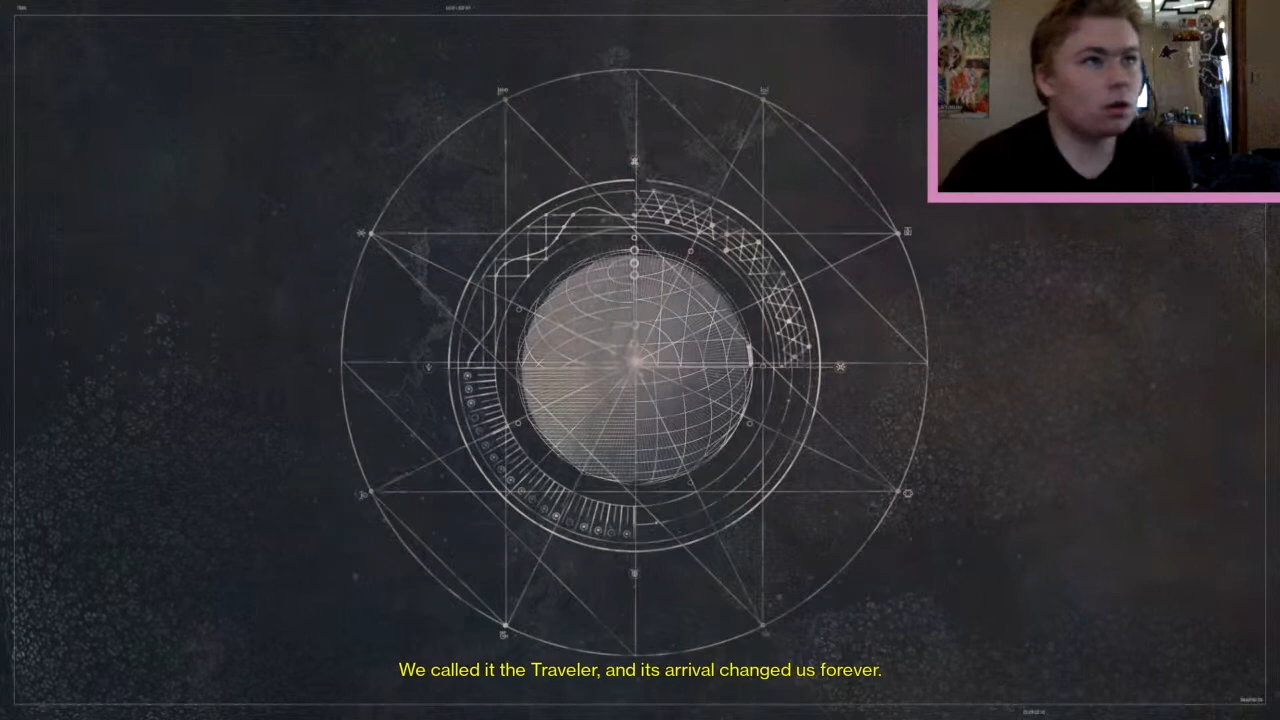 We called it the Traveler, and its arrival changed us forever.